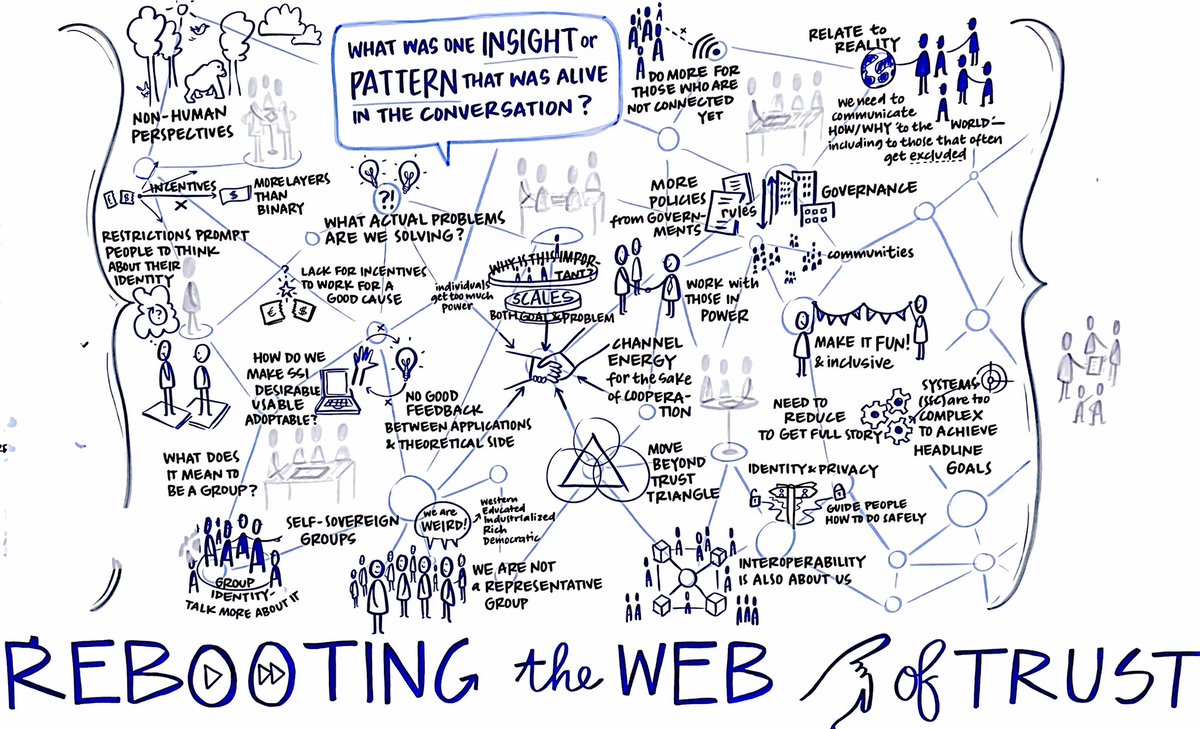 WHAT WAS ONE INSIGHT or
PATTERN THAT WAS ALIVE
IN THE CONVERSATION?
NON-HUMAN
PERSPECTIVES
INCENTIVES
€
$
$
MORE LAYERS
THAN
BINARY
RESTRICTIONS PROMPT
PEOPLE TO THINK
ABOUT THEIR
IDENTITY
?!
WHAT ACTUAL PROBLEMS
ARE WE SOLVING?
?
LACK FOR INCENTIVES
TO WORK FOR A
GOOD CAUSE
€
$
individuals
get too much
power
WHY IS THIS IMPOR-
TANT?
SCALES
BOTH GOAL & PROBLEM
DO MORE FOR
THOSE WHO ARE
NOT CONNECTED
YET
RELATE to
REALITY
WE NEED to
communicate
HOW/WHY to the WORLD-
including to those that often
get excluded
MORE
POLICIES
from GOVERN-
MENTS
rules
GOVERNANCE
communities
WORK WITH
THOSE IN
POWER
MAKE IT FUN!
& inclusive
CHANNEL
ENERGY
for the sake
of COOPERA-
TION
HOW DO WE
MAKE SSI
DESIRABLE
USABLE
ADOPTABLE?
NO GOOD
FEEDBACK
BETWEEN APPLICATIONS
& THEORETICAL SIDE
NEED TO
REDUCE
TO GET FULL STORY
SYSTEMS
(SSC) are too
COMPLEX
TO ACHIEVE
HEADLINE
GOALS
MOVE
BEYOND
TRUST
TRIANGLE
IDENTITY & PRIVACY
GUIDE PEOPLE
HOW TO DO SAFELY
WHAT DOES
IT MEAN TO
BE A GROUP?
SELF-SOVEREIGN
GROUPS
GROUP
IDENTITY-
TALK MORE ABOUT IT
we are
WEIRD!
Western
Educated
Industrialized
Rich
Democratic
WE ARE NOT
a REPRESENTATIVE
GROUP
INTEROPERABILITY
IS ALSO ABOUT US
REBOOTING the WEB of TRUST